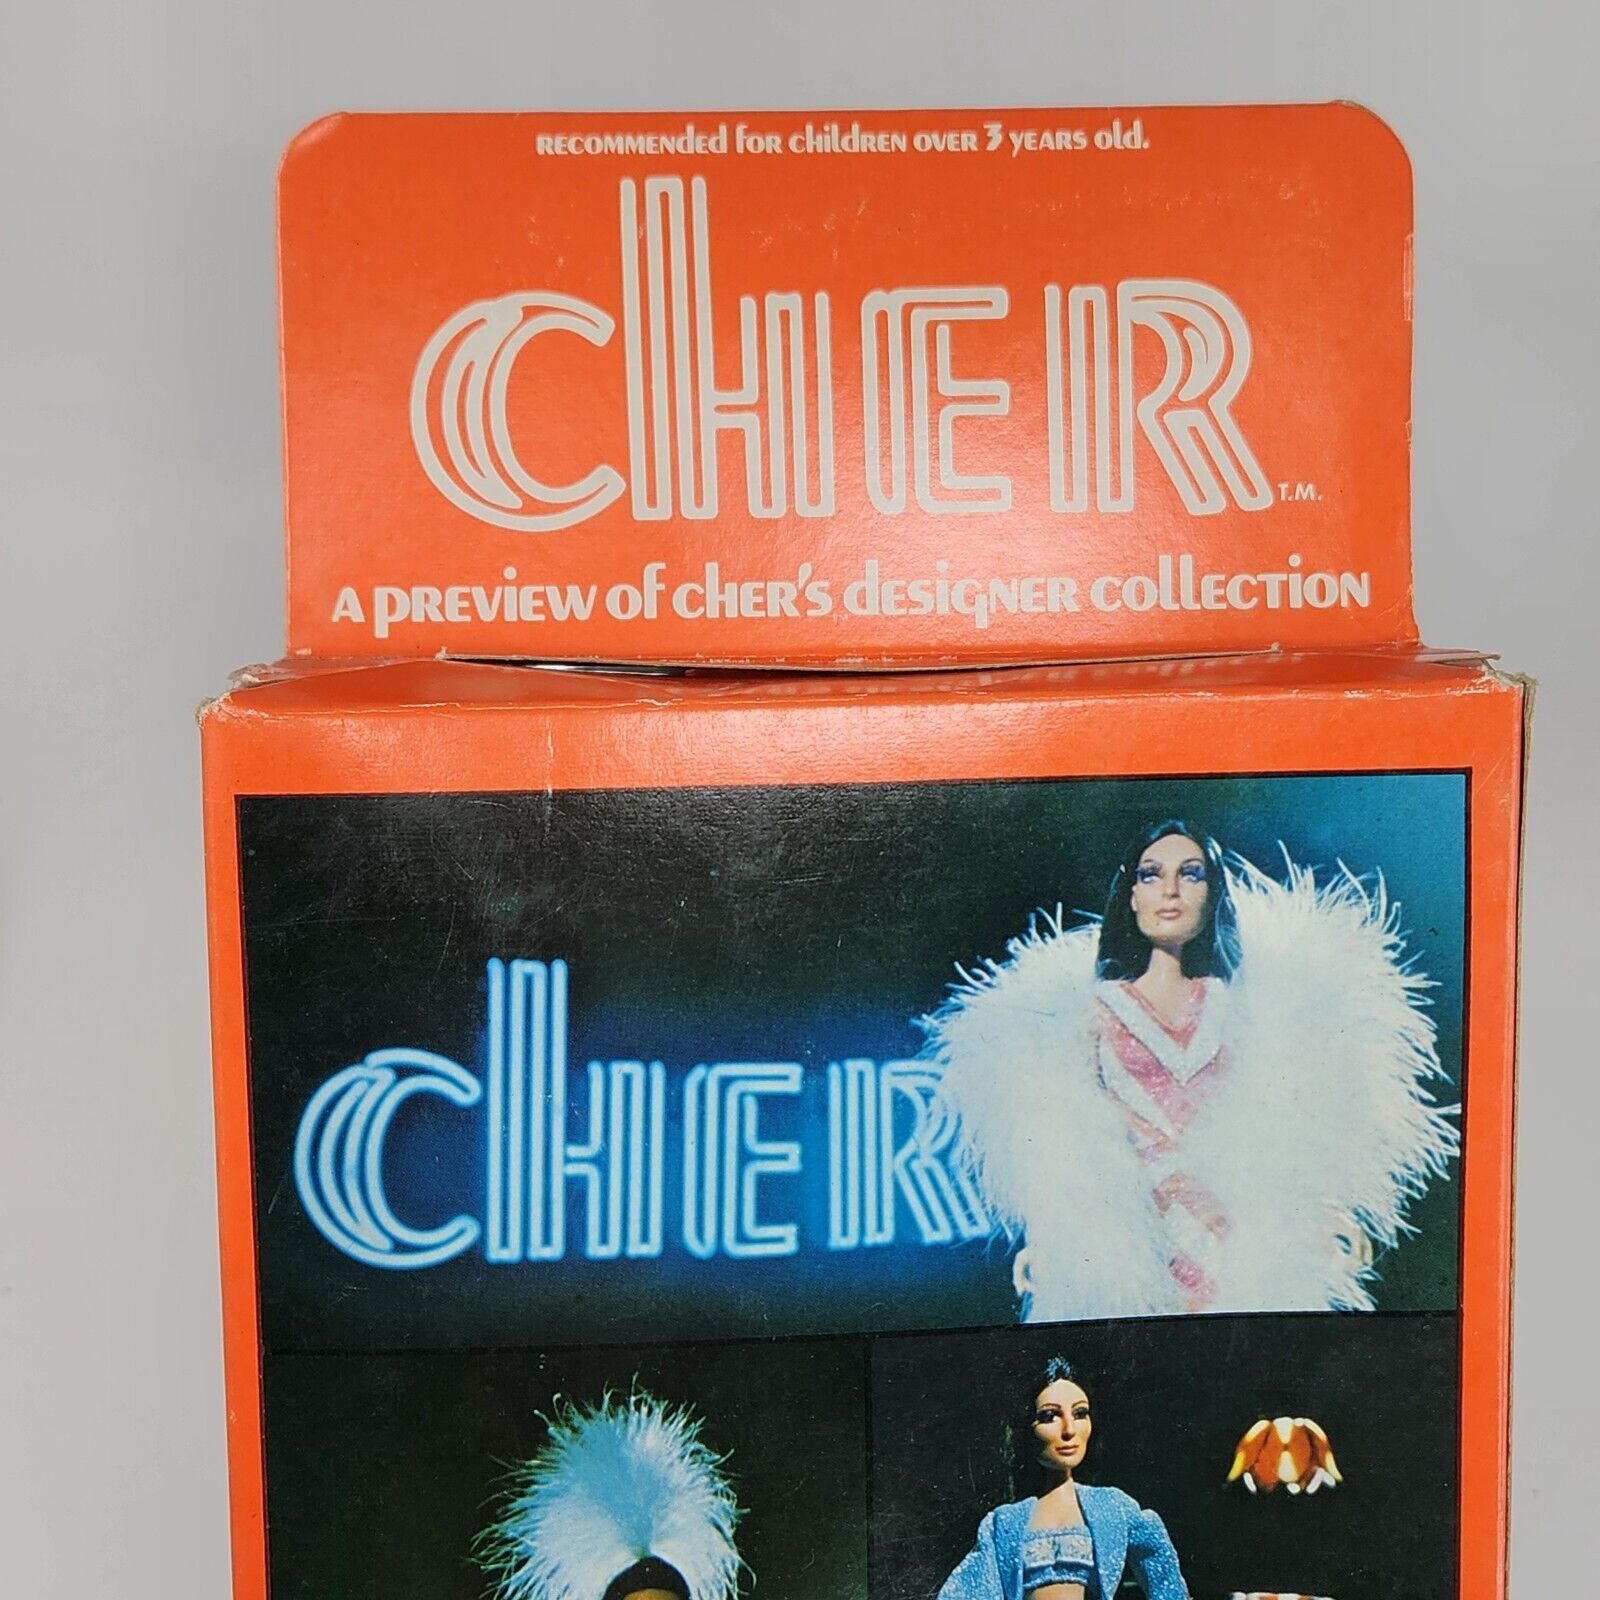 RECOMMENdEd foR childREN OVER 3 YEARS old.
cHER T.M.
A pREViEW of cHER's dESiGNER collECTiON
cHER